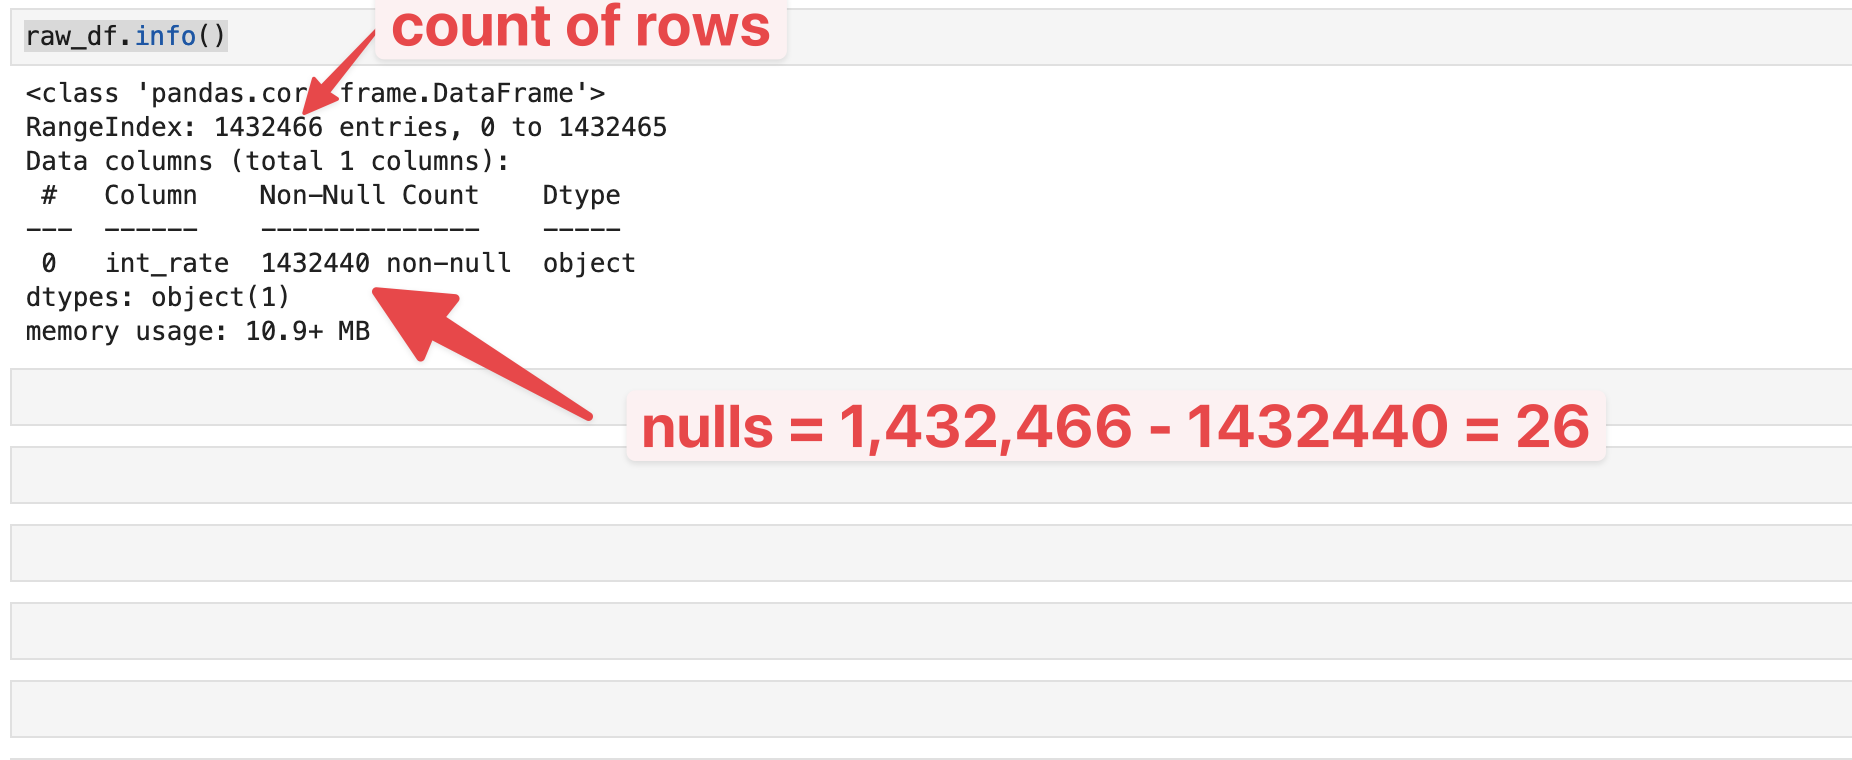 count of rows
raw_df.info()
<class 'pandas.cor frame.DataFrame'>
RangeIndex: 1432466 entries, 0 to 1432465
Data columns (total 1 columns):
 #   Column    Non-Null Count    Dtype
---  ------    --------------    -----
 0   int_rate  1432440 non-null  object
dtypes: object(1)
memory usage: 10.9+ MB
nulls = 1,432,466 - 1432440 = 26